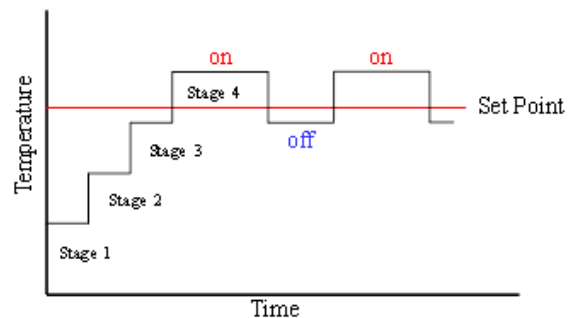 on
on
Stage 4
Set Point
Temperature
off
Stage 3
Stage 2
Stage 1
Time